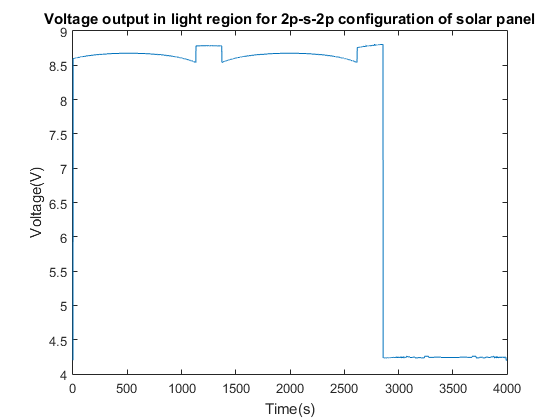 Voltage output in light region for 2p-s-2p configuration of solar panel
9
8.5
8
7.5
7
6.5
6
5.5
5
4.5
4
Voltage(V)
0 500 1000 1500 2000 2500 3000 3500 4000
Time(s)